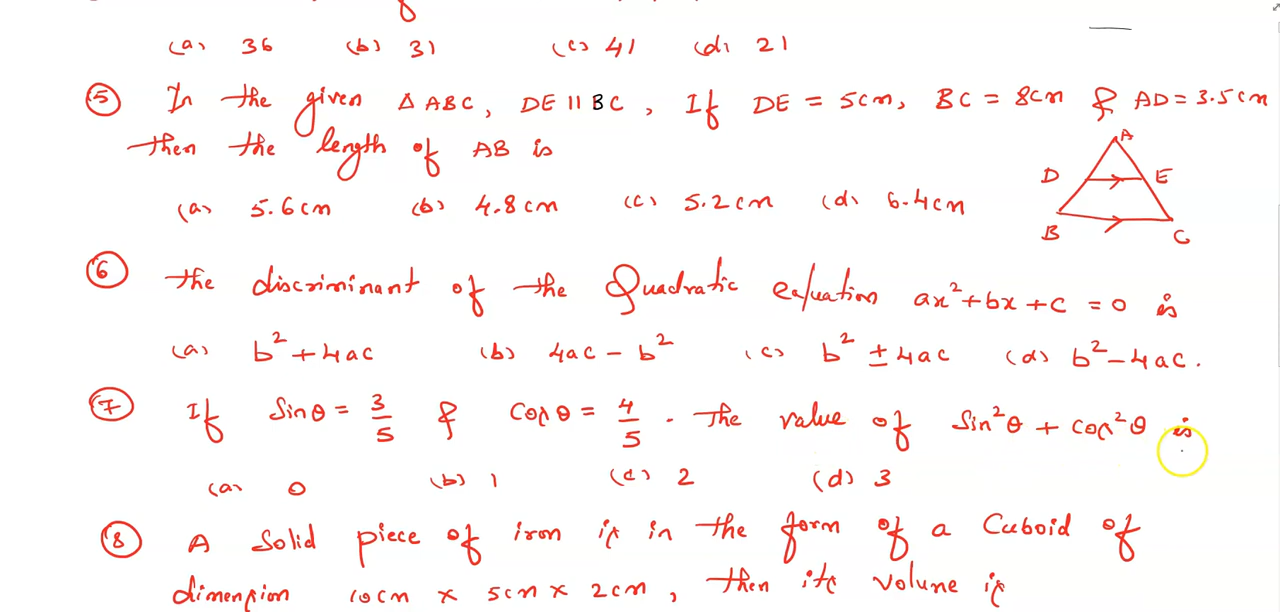 (a) 36 (b) 31 (c) 41 (d) 21
(5) In the given Δ ABC, DE || BC, If DE = 5cm, BC = 8cm & AD = 3.5cm
then the length of AB is
(a) 5.6cm (b) 4.8cm (c) 5.2cm (d) 6.4cm
A
D E
B C
(6) The discriminant of the Quadratic equation ax²+bx+c = 0 is
(a) b²+4ac (b) 4ac-b² (c) b² ± 4ac (d) b²-4ac.
(7) If Sinθ = 3/5 & Cosθ = 4/5. The value of Sin²θ + Cos²θ is
(a) 0 (b) 1 (c) 2 (d) 3
(8) A Solid piece of iron is in the form of a Cuboid of
dimension 10cm x 5cm x 2cm, then its volume is